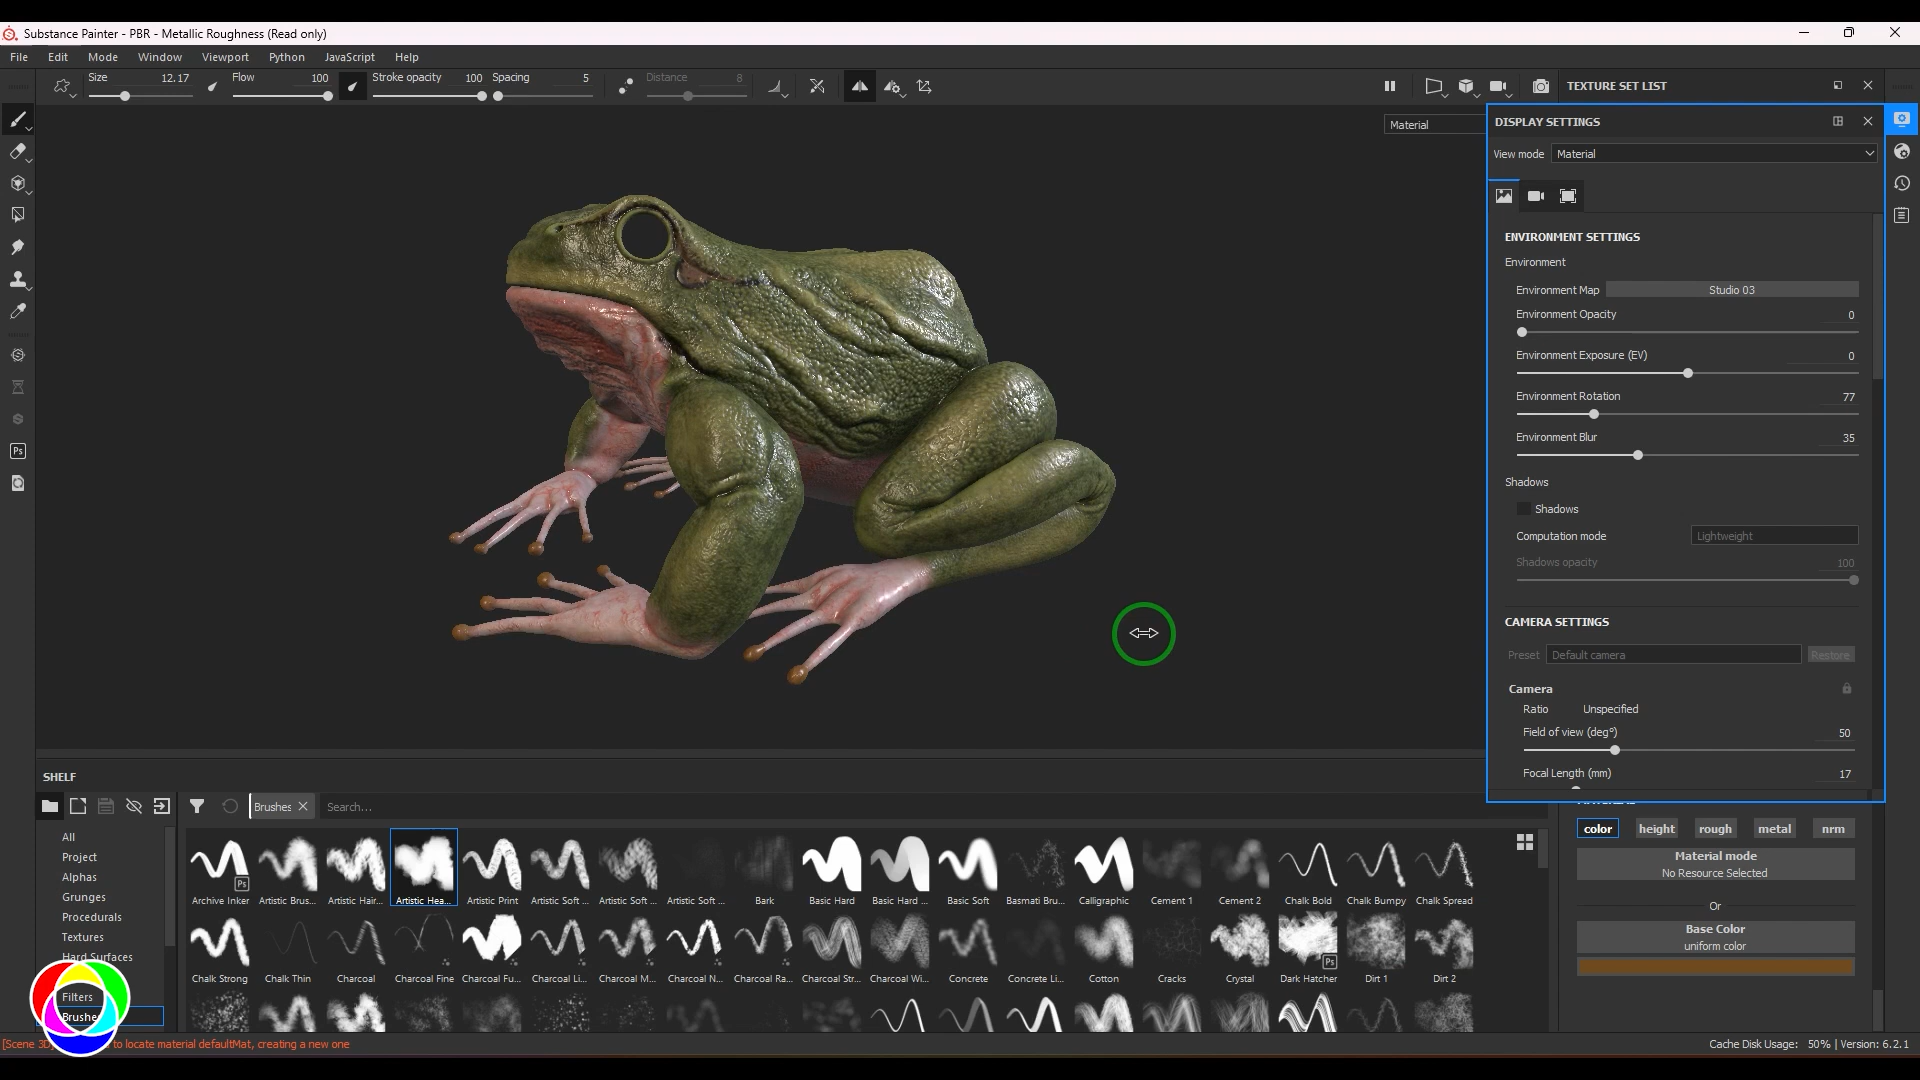 Substance Painter - PBR - Metallic Roughness (Read only)
File Edit Mode Window Viewport Python JavaScript Help
Size 12.17 Flow 100 Stroke opacity 100 Spacing 5 Distance 8
TEXTURE SET LIST
Material
DISPLAY SETTINGS
View mode Material
ENVIRONMENT SETTINGS
Environment
Environment Map Studio 03
Environment Opacity 0
Environment Exposure (EV) 0
Environment Rotation 77
Environment Blur 35
Shadows
Shadows
Computation mode Lightweight
Shadows opacity 100
CAMERA SETTINGS
Preset Default camera Restore
Camera
Ratio Unspecified
Field of view (deg°) 50
Focal Length (mm) 17
Ps
SHELF
Brushes Search...
All
Project
Alphas
Grunges
Procedurals
Textures
Hard Surfaces
Filters
Brushes
Ps
Archive Inker Artistic Brus... Artistic Hair... Artistic Hea... Artistic Print Artistic Soft ... Artistic Soft ... Artistic Soft ... Bark Basic Hard Basic Hard ... Basic Soft Basmati Bru... Calligraphic Cement 1 Cement 2 Chalk Bold Chalk Bumpy Chalk Spread
Ps
Chalk Strong Chalk Thin Charcoal Charcoal Fine Charcoal Fu... Charcoal Li... Charcoal M... Charcoal N... Charcoal Ra... Charcoal Str... Charcoal Wi... Concrete Concrete Li... Cotton Cracks Crystal Dark Hatcher Dirt 1 Dirt 2
color height rough metal nrm
Material mode
No Resource Selected
Or
Base Color
uniform color
[Scene 3D] to locate material defaultMat, creating a new one
Cache Disk Usage: 50% | Version: 6.2.1